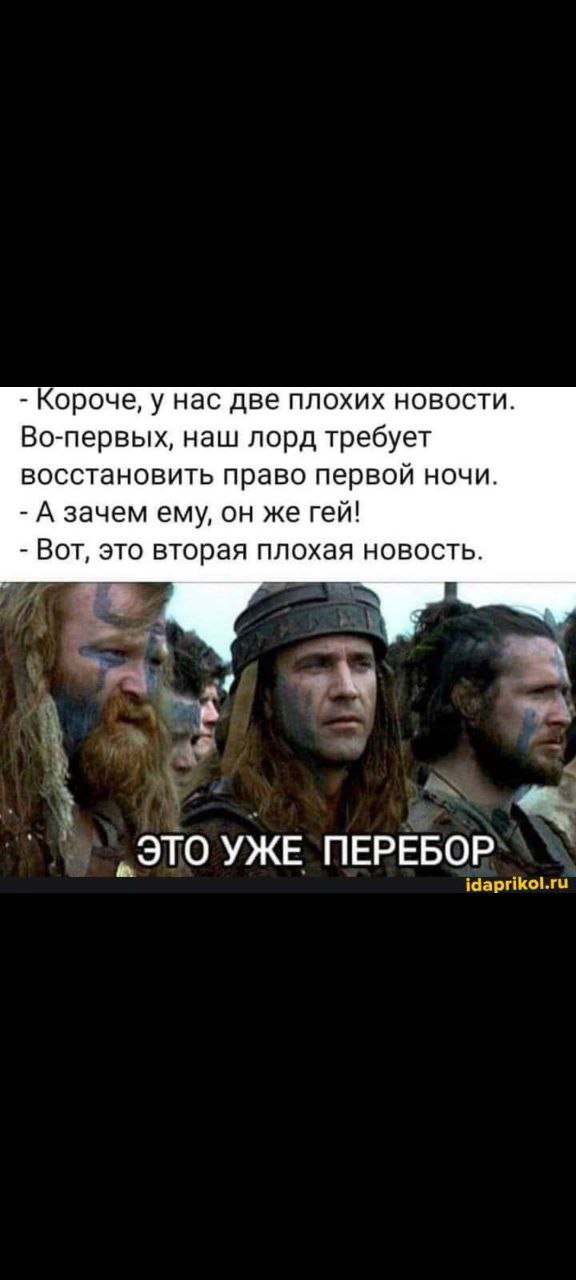 - Короче, у нас две плохих новости.
Во-первых, наш лорд требует
восстановить право первой ночи.
- А зачем ему, он же гей!
- Вот, это вторая плохая новость.
ЭТО УЖЕ ПЕРЕБОР
idaprikol.ru